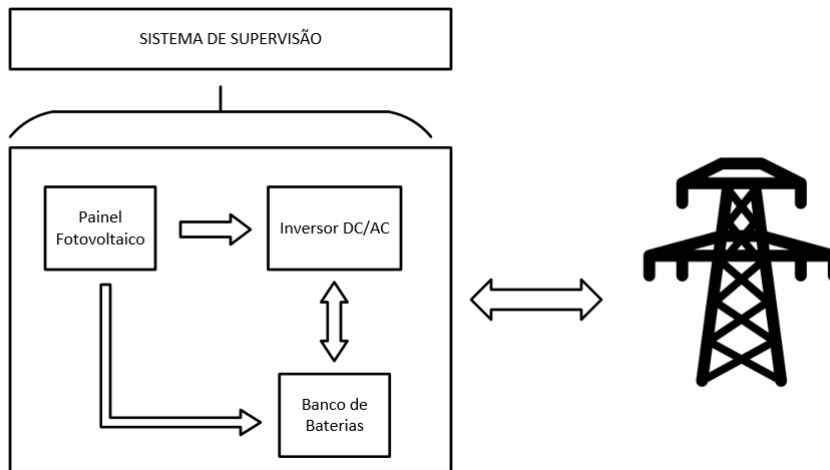 SISTEMA DE SUPERVISÃO
Painel
Fotovoltaico
Inversor DC/AC
Banco de
Baterias